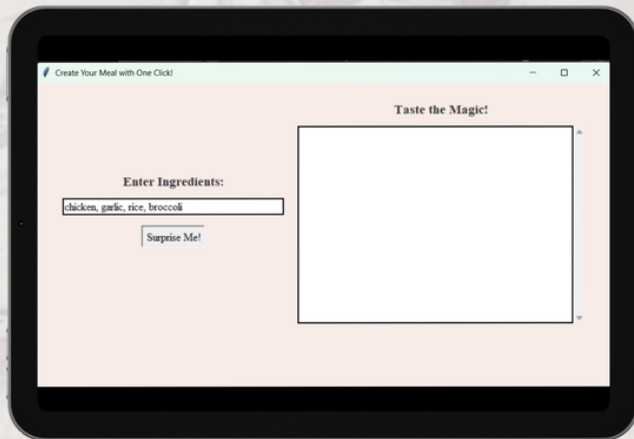 Create Your Meal with One Click!
Taste the Magic!
Enter Ingredients:
chicken, garlic, rice, broccoli
Surprise Me!